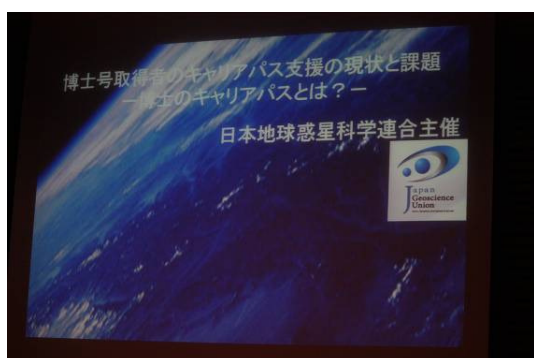 博士号取得者のキャリアパス支援の現状と課題
ー博士のキャリアパスとは？ー
日本地球惑星科学連合主催
Japan
Geoscience
Union